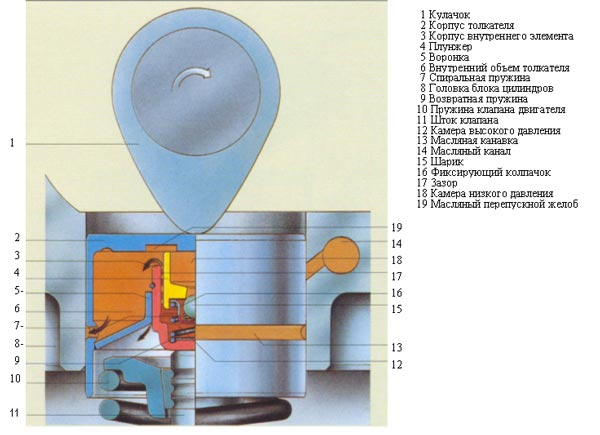 1 Кулачок
2 Корпус толкателя
3 Корпус внутреннего элемента
4 Плунжер
5 Воронка
6 Внутренний объем толкателя
7 Спиральная пружина
8 Головка блока цилиндров
9 Возвратная пружина
10 Пружина клапана двигателя
11 Шток клапана
12 Камера высокого давления
13 Масляная канавка
14 Масляный канал
15 Шарик
16 Фиксирующий колпачок
17 Зазор
18 Камера низкого давления
19 Масляный перепускной желоб
1
2
3
4
5-
6
7-
8-
9
10
11
19
14
18
17
16
15
13
12